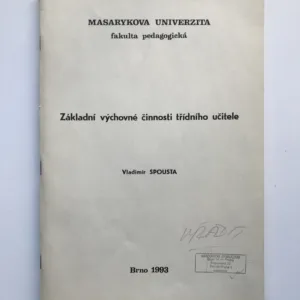 MASARYKOVA UNIVERZITA
fakulta pedagogická
Základní výchovné činnosti třídního učitele
Vladimír SPOUSTA
Brno 1993